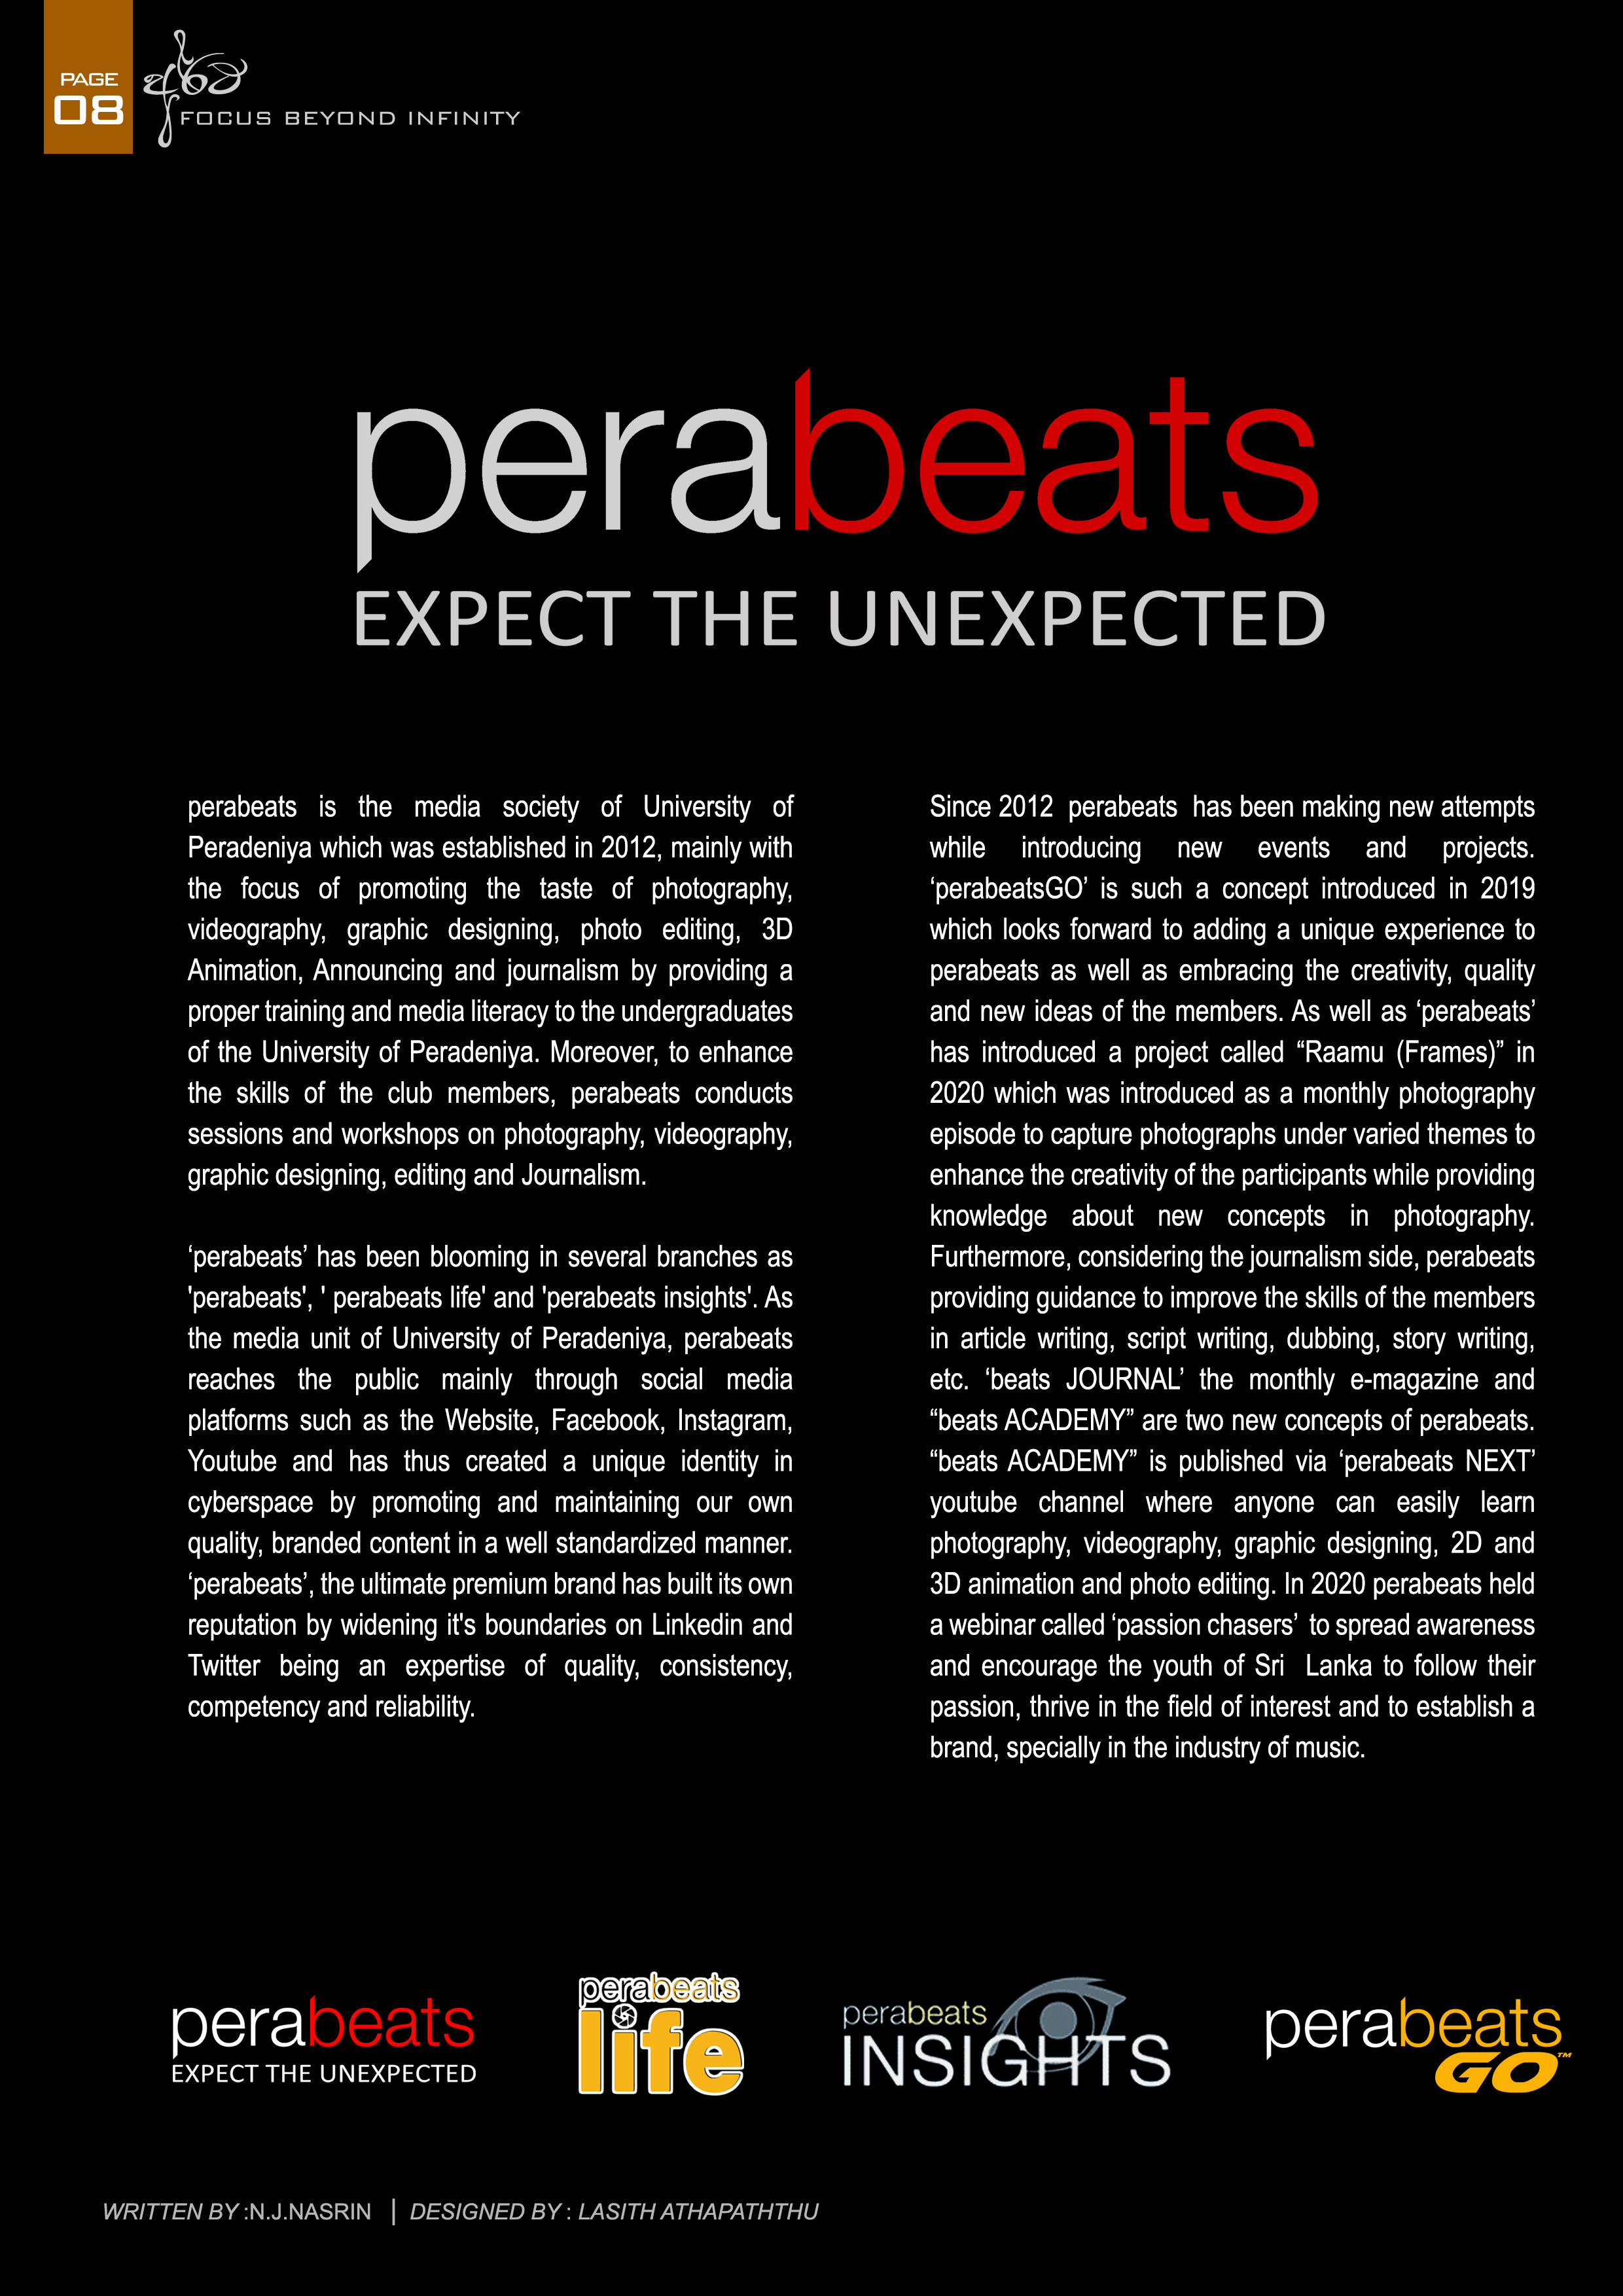 PAGE
08
FOCUS BEYOND INFINITY
perabeats
EXPECT THE UNEXPECTED
perabeats is the media society of University of
Peradeniya which was established in 2012, mainly with
the focus of promoting the taste of photography,
videography, graphic designing, photo editing, 3D
Animation, Announcing and journalism by providing a
proper training and media literacy to the undergraduates
of the University of Peradeniya. Moreover, to enhance
the skills of the club members, perabeats conducts
sessions and workshops on photography, videography,
graphic designing, editing and Journalism.
‘perabeats’ has been blooming in several branches as
'perabeats', ' perabeats life' and 'perabeats insights'. As
the media unit of University of Peradeniya, perabeats
reaches the public mainly through social media
platforms such as the Website, Facebook, Instagram,
Youtube and has thus created a unique identity in
cyberspace by promoting and maintaining our own
quality, branded content in a well standardized manner.
‘perabeats’, the ultimate premium brand has built its own
reputation by widening it's boundaries on Linkedin and
Twitter being an expertise of quality, consistency,
competency and reliability.
Since 2012 perabeats has been making new attempts
while introducing new events and projects.
‘perabeatsGO’ is such a concept introduced in 2019
which looks forward to adding a unique experience to
perabeats as well as embracing the creativity, quality
and new ideas of the members. As well as ‘perabeats’
has introduced a project called “Raamu (Frames)” in
2020 which was introduced as a monthly photography
episode to capture photographs under varied themes to
enhance the creativity of the participants while providing
knowledge about new concepts in photography.
Furthermore, considering the journalism side, perabeats
providing guidance to improve the skills of the members
in article writing, script writing, dubbing, story writing,
etc. ‘beats JOURNAL’ the monthly e-magazine and
“beats ACADEMY” are two new concepts of perabeats.
“beats ACADEMY” is published via ‘perabeats NEXT’
youtube channel where anyone can easily learn
photography, videography, graphic designing, 2D and
3D animation and photo editing. In 2020 perabeats held
a webinar called ‘passion chasers’ to spread awareness
and encourage the youth of Sri Lanka to follow their
passion, thrive in the field of interest and to establish a
brand, specially in the industry of music.
perabeats
EXPECT THE UNEXPECTED
perabeats
life
perabeats
INSIGHTS
perabeats
GO™
WRITTEN BY :N.J.NASRIN | DESIGNED BY : LASITH ATHAPATHTHU